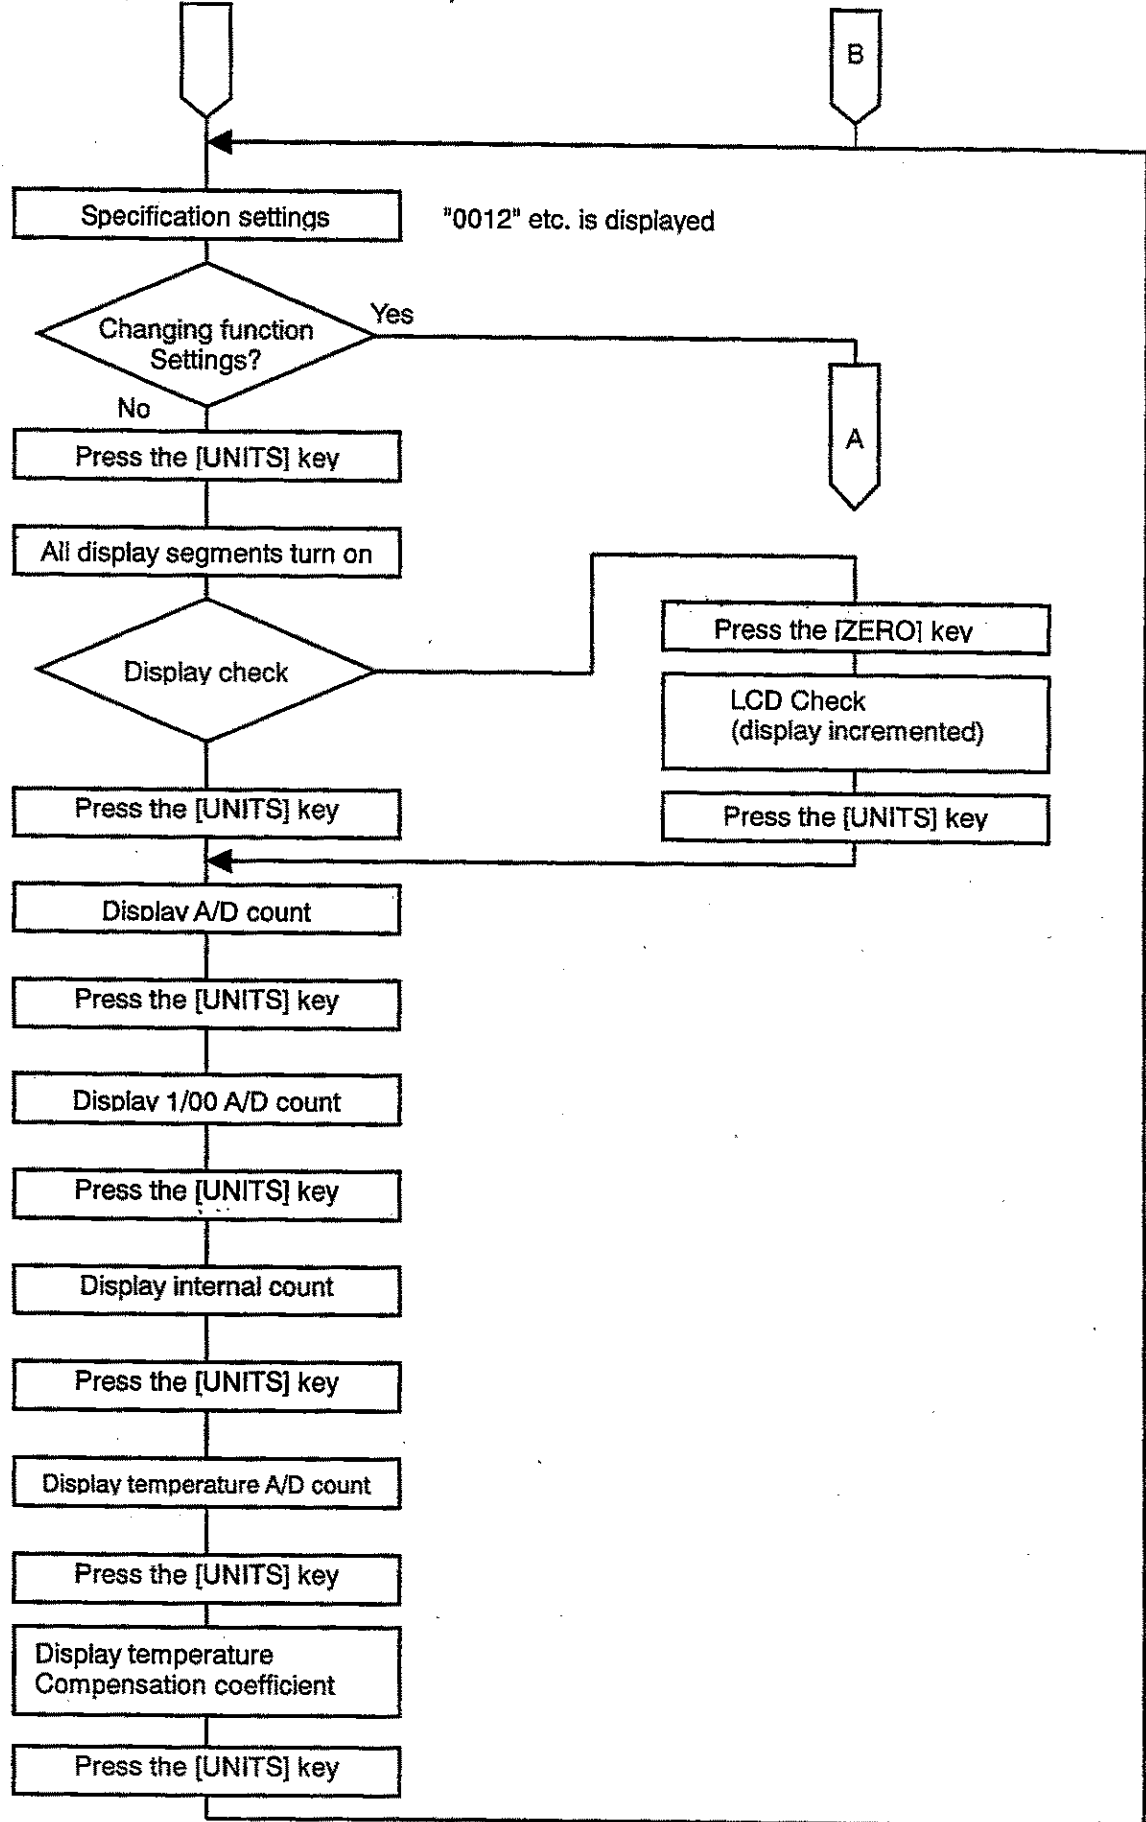 B
Specification settings
"0012" etc. is displayed
Changing function
Settings?
Yes
No
Press the [UNITS] key
A
All display segments turn on
Display check
Press the [ZERO] key
LCD Check
(display incremented)
Press the [UNITS] key
Press the [UNITS] key
Display A/D count
Press the [UNITS] key
Display 1/00 A/D count
Press the [UNITS] key
Display internal count
Press the [UNITS] key
Display temperature A/D count
Press the [UNITS] key
Display temperature
Compensation coefficient
Press the [UNITS] key